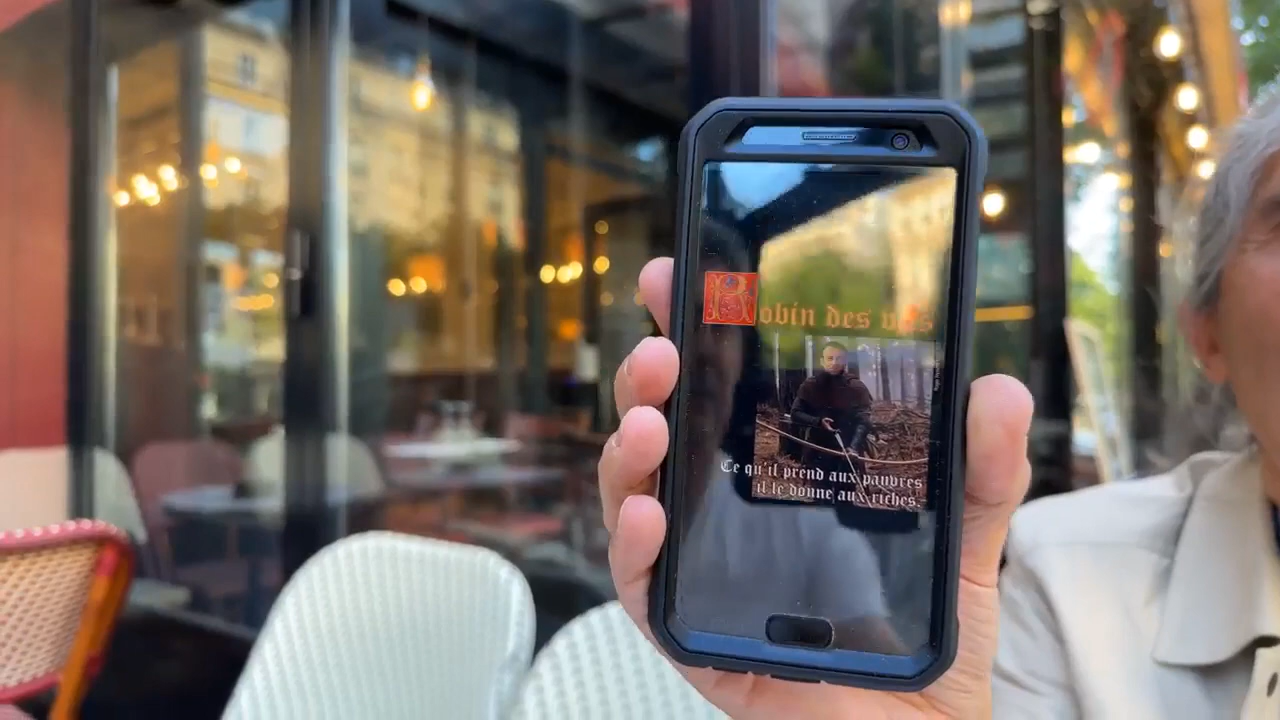 Robin des
Ce qu'il prend aux pauvres
il le donne aux riches